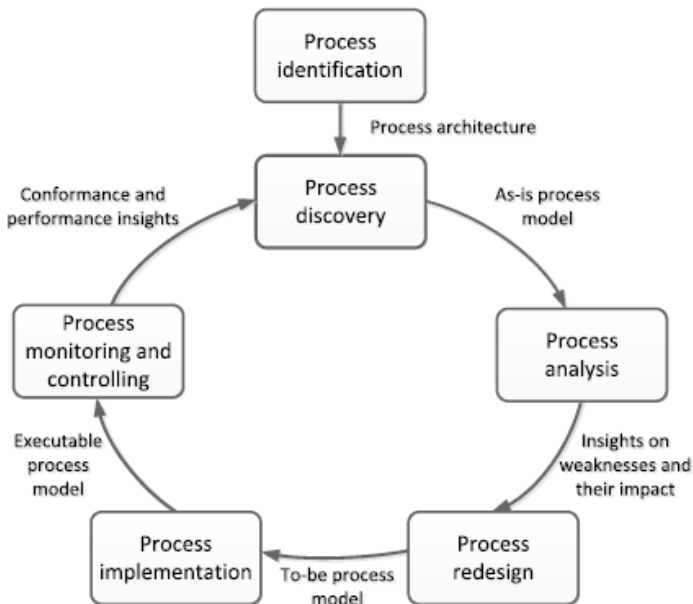 Process
identification
Process architecture
Process
discovery
As-is process
model
Process
analysis
Insights on
weaknesses and
their impact
Process
redesign
To-be process
model
Process
implementation
Executable
process
model
Process
monitoring and
controlling
Conformance and
performance insights